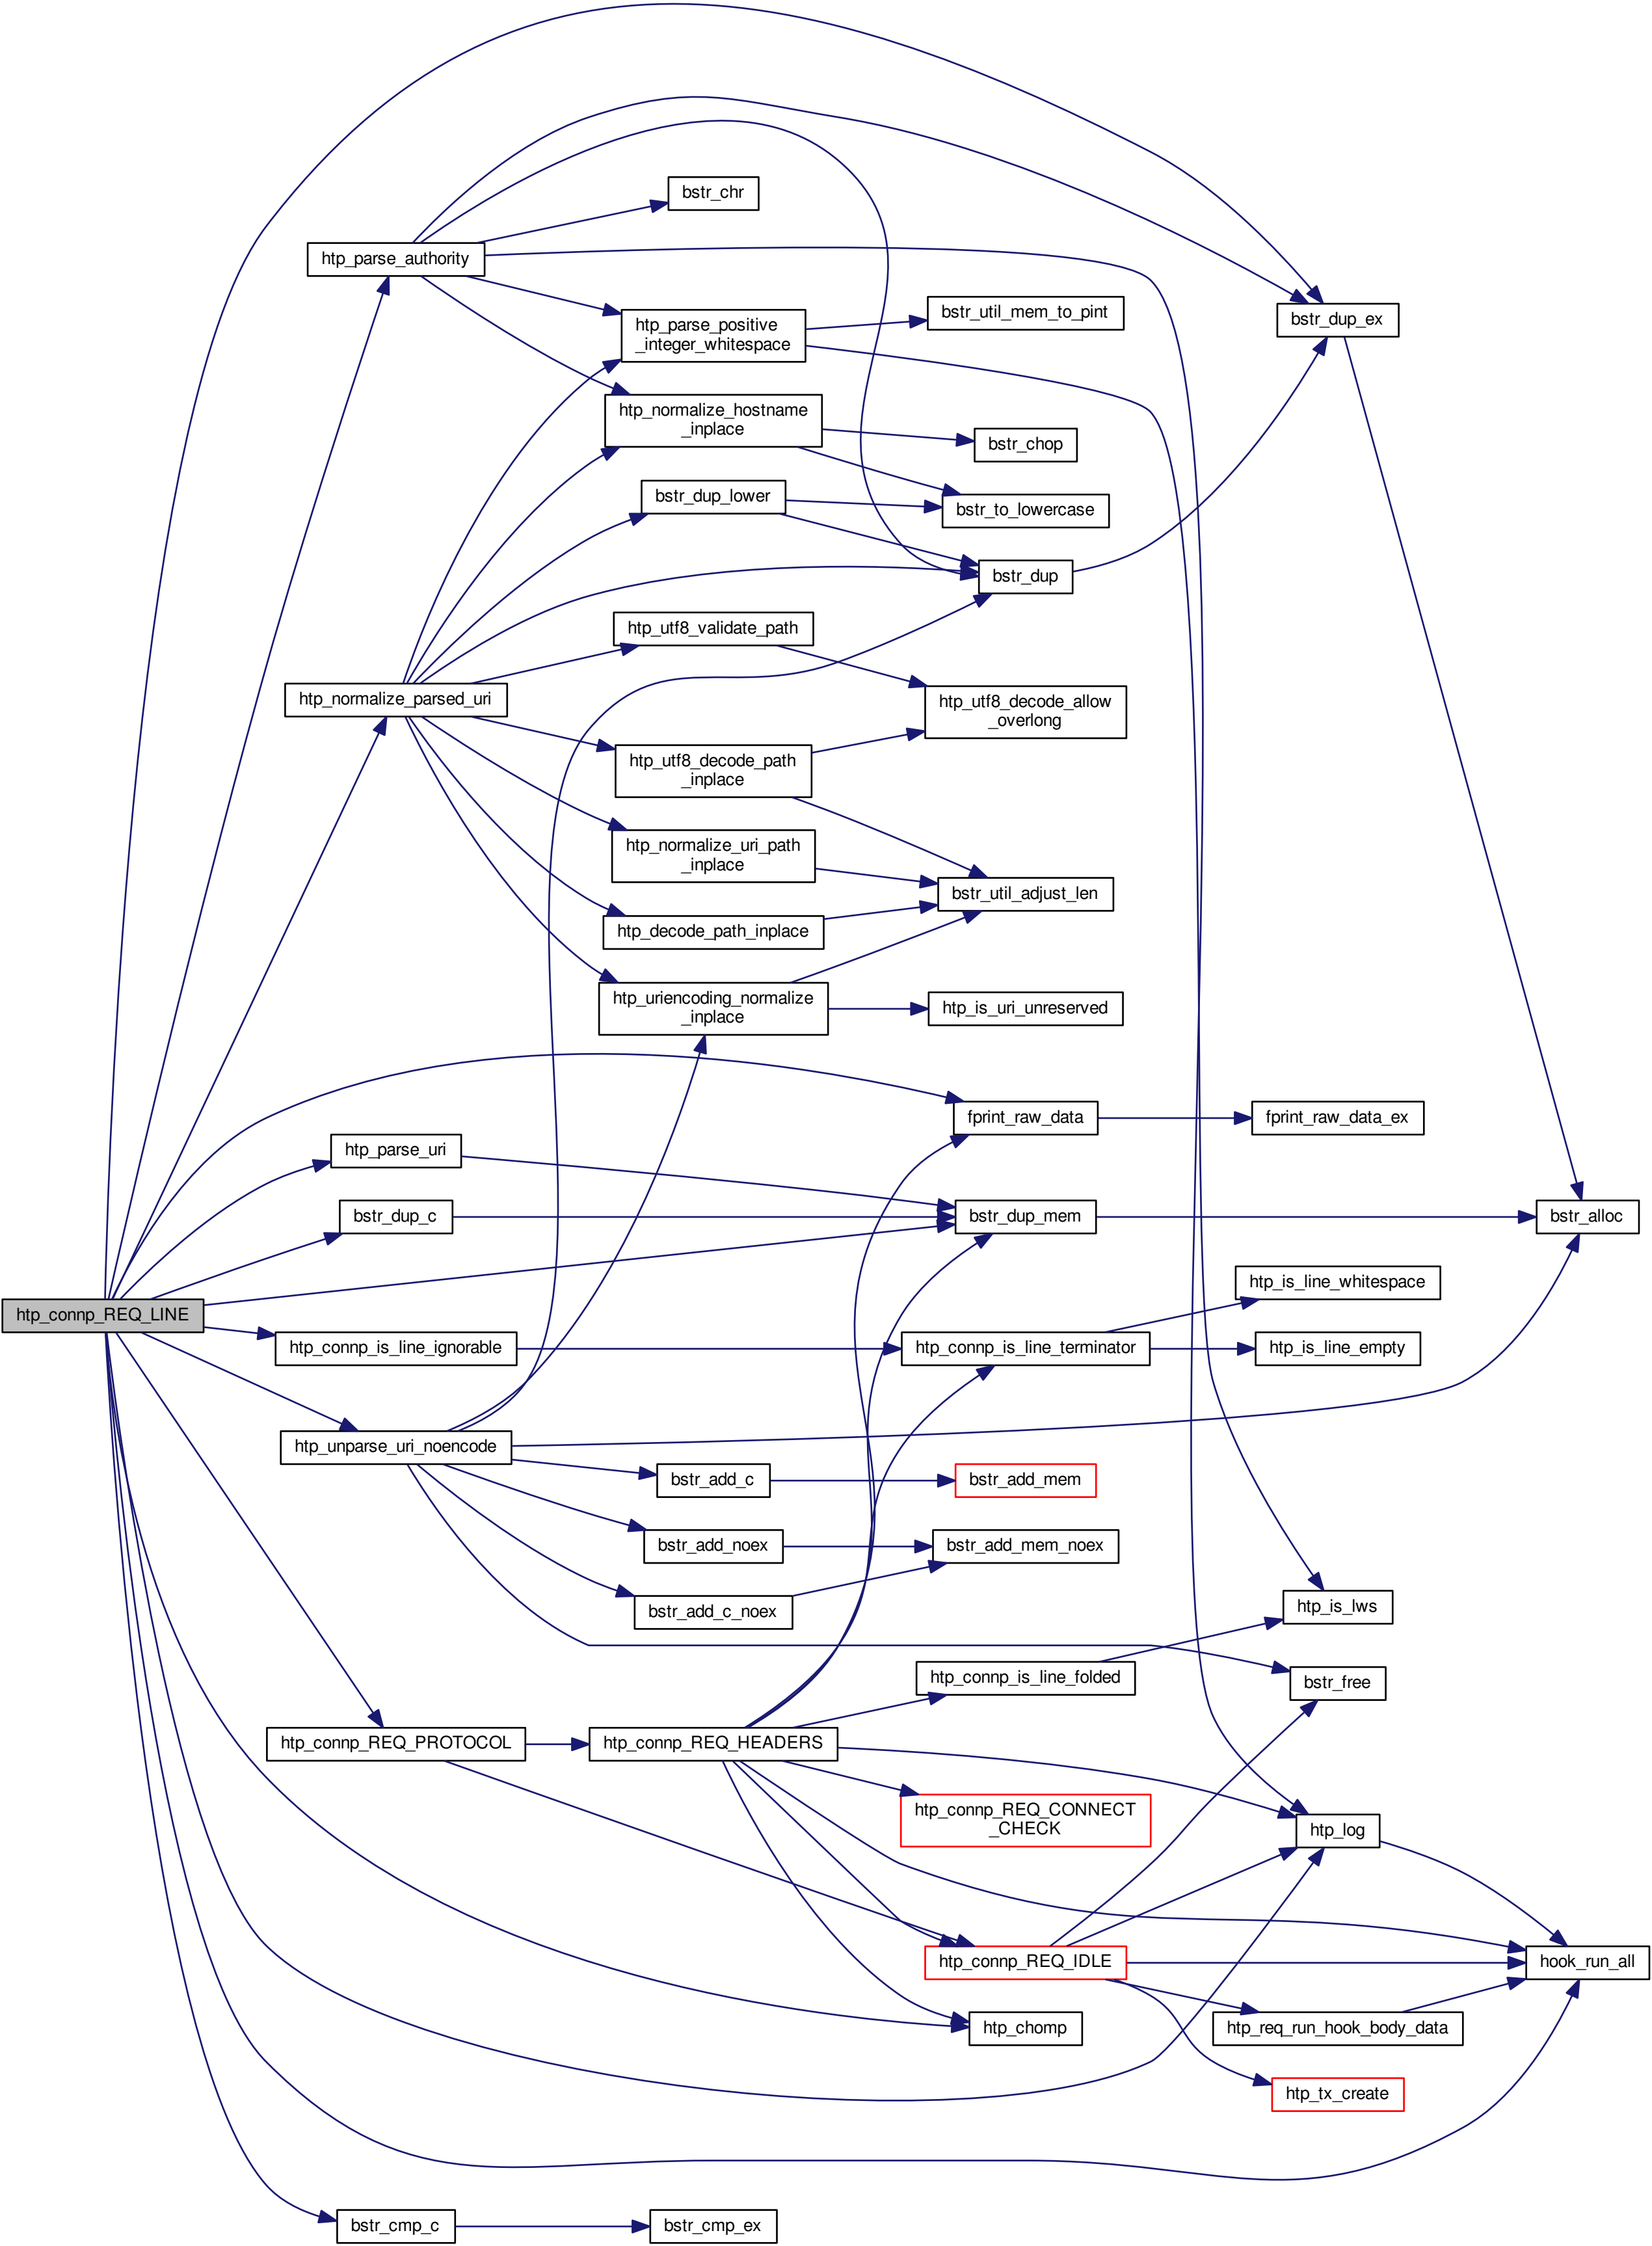 bstr_chr
htp_parse_authority
bstr_util_mem_to_pint
bstr_dup_ex
htp_parse_positive
_integer_whitespace
htp_normalize_hostname
_inplace
bstr_chop
bstr_dup_lower
bstr_to_lowercase
bstr_dup
htp_utf8_validate_path
htp_normalize_parsed_uri
htp_utf8_decode_allow
_overlong
htp_utf8_decode_path
_inplace
htp_normalize_uri_path
_inplace
bstr_util_adjust_len
htp_decode_path_inplace
htp_uriencoding_normalize
_inplace
htp_is_uri_unreserved
fprint_raw_data
fprint_raw_data_ex
htp_parse_uri
bstr_dup_c
bstr_dup_mem
bstr_alloc
htp_is_line_whitespace
htp_connp_REQ_LINE
htp_connp_is_line_ignorable
htp_connp_is_line_terminator
htp_is_line_empty
htp_unparse_uri_noencode
bstr_add_c
bstr_add_mem
bstr_add_noex
bstr_add_mem_noex
bstr_add_c_noex
htp_is_lws
htp_connp_is_line_folded
bstr_free
htp_connp_REQ_PROTOCOL
htp_connp_REQ_HEADERS
htp_connp_REQ_CONNECT
_CHECK
htp_log
htp_connp_REQ_IDLE
hook_run_all
htp_chomp
htp_req_run_hook_body_data
htp_tx_create
bstr_cmp_c
bstr_cmp_ex